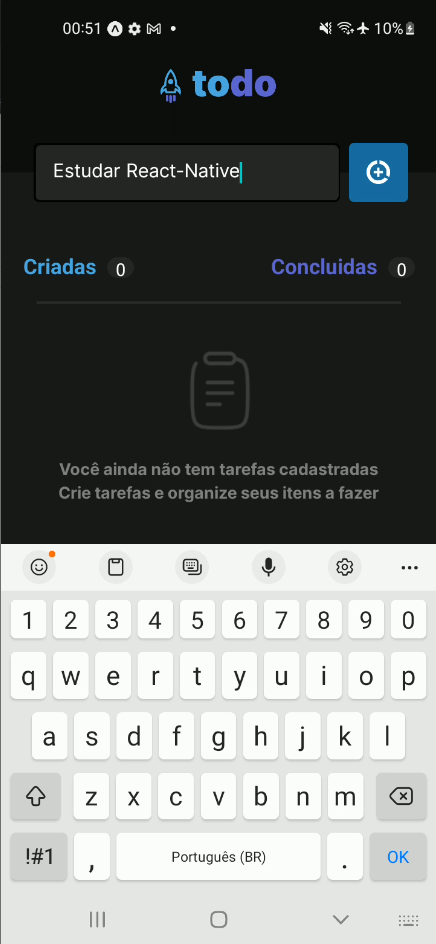 00:51 10%
todo
Estudar React-Native
Criadas 0 Concluidas 0
Você ainda não tem tarefas cadastradas
Crie tarefas e organize seus itens a fazer
1 2 3 4 5 6 7 8 9 0
q w e r t y u i o p
a s d f g h j k l
z x c v b n m
!#1 , Português (BR) . OK